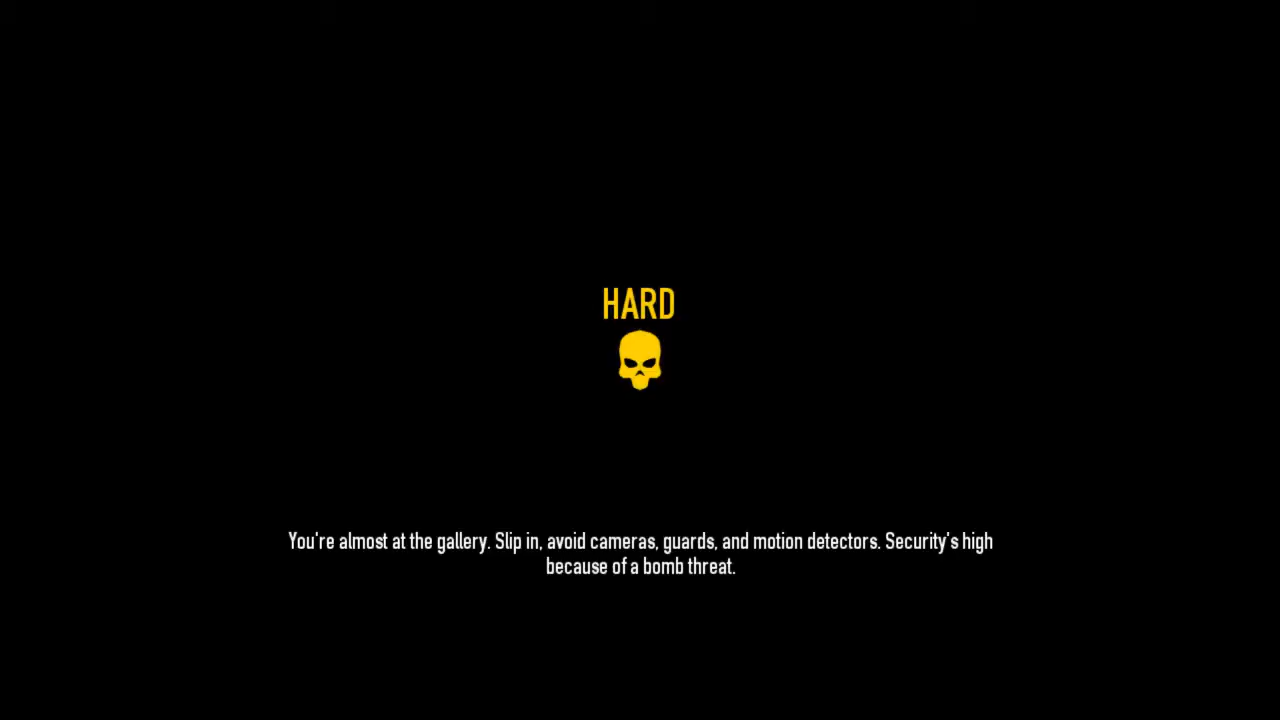 HARD
You're almost at the gallery. Slip in, avoid cameras, guards, and motion detectors. Security's high
because of a bomb threat.